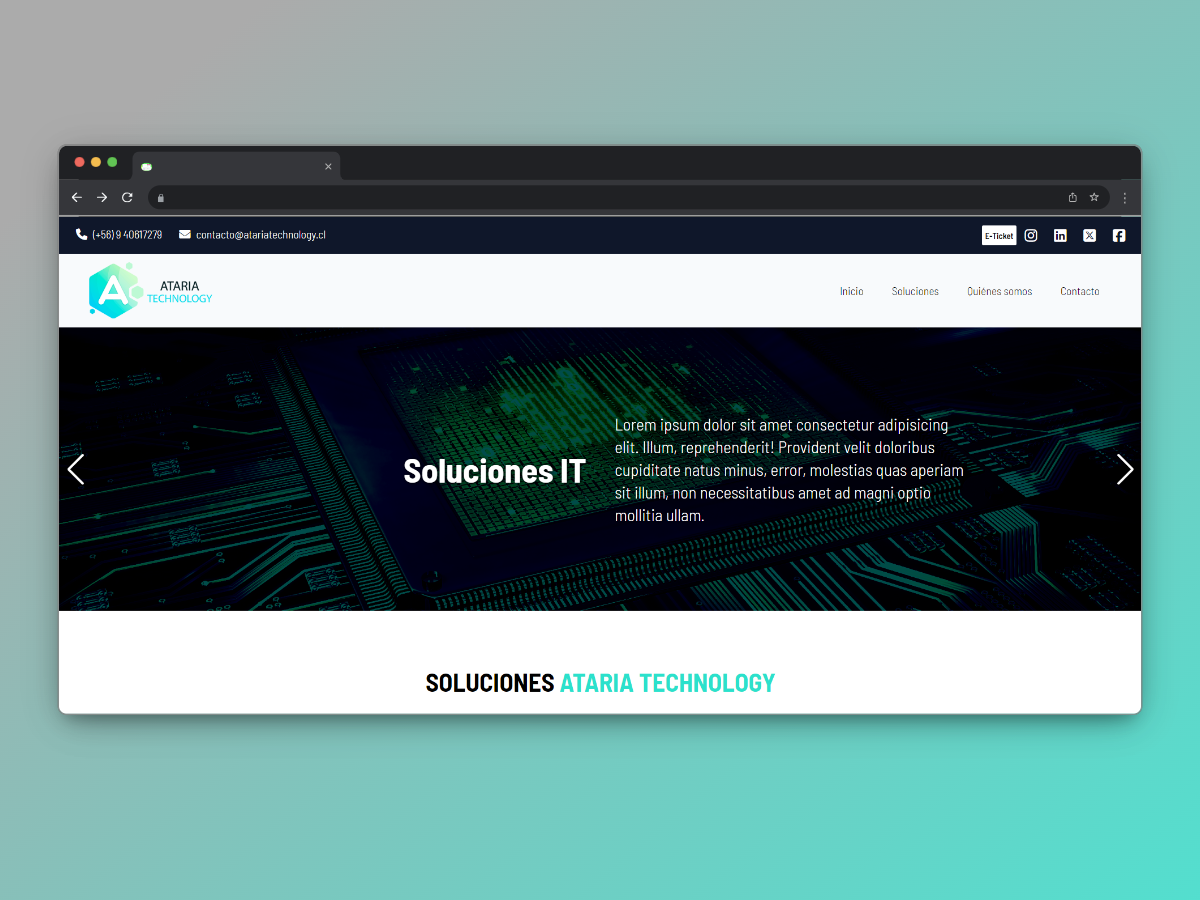 (+56) 9 40617279
contacto@atariatechnology.cl
E-Ticket
A
ATARIA
TECHNOLOGY
Inicio
Soluciones
Quiénes somos
Contacto
Soluciones IT
Lorem ipsum dolor sit amet consectetur adipisicing
elit. Illum, reprehenderit! Provident velit doloribus
cupiditate natus minus, error, molestias quas aperiam
sit illum, non necessitatibus amet ad magni optio
mollitia ullam.
SOLUCIONES ATARIA TECHNOLOGY